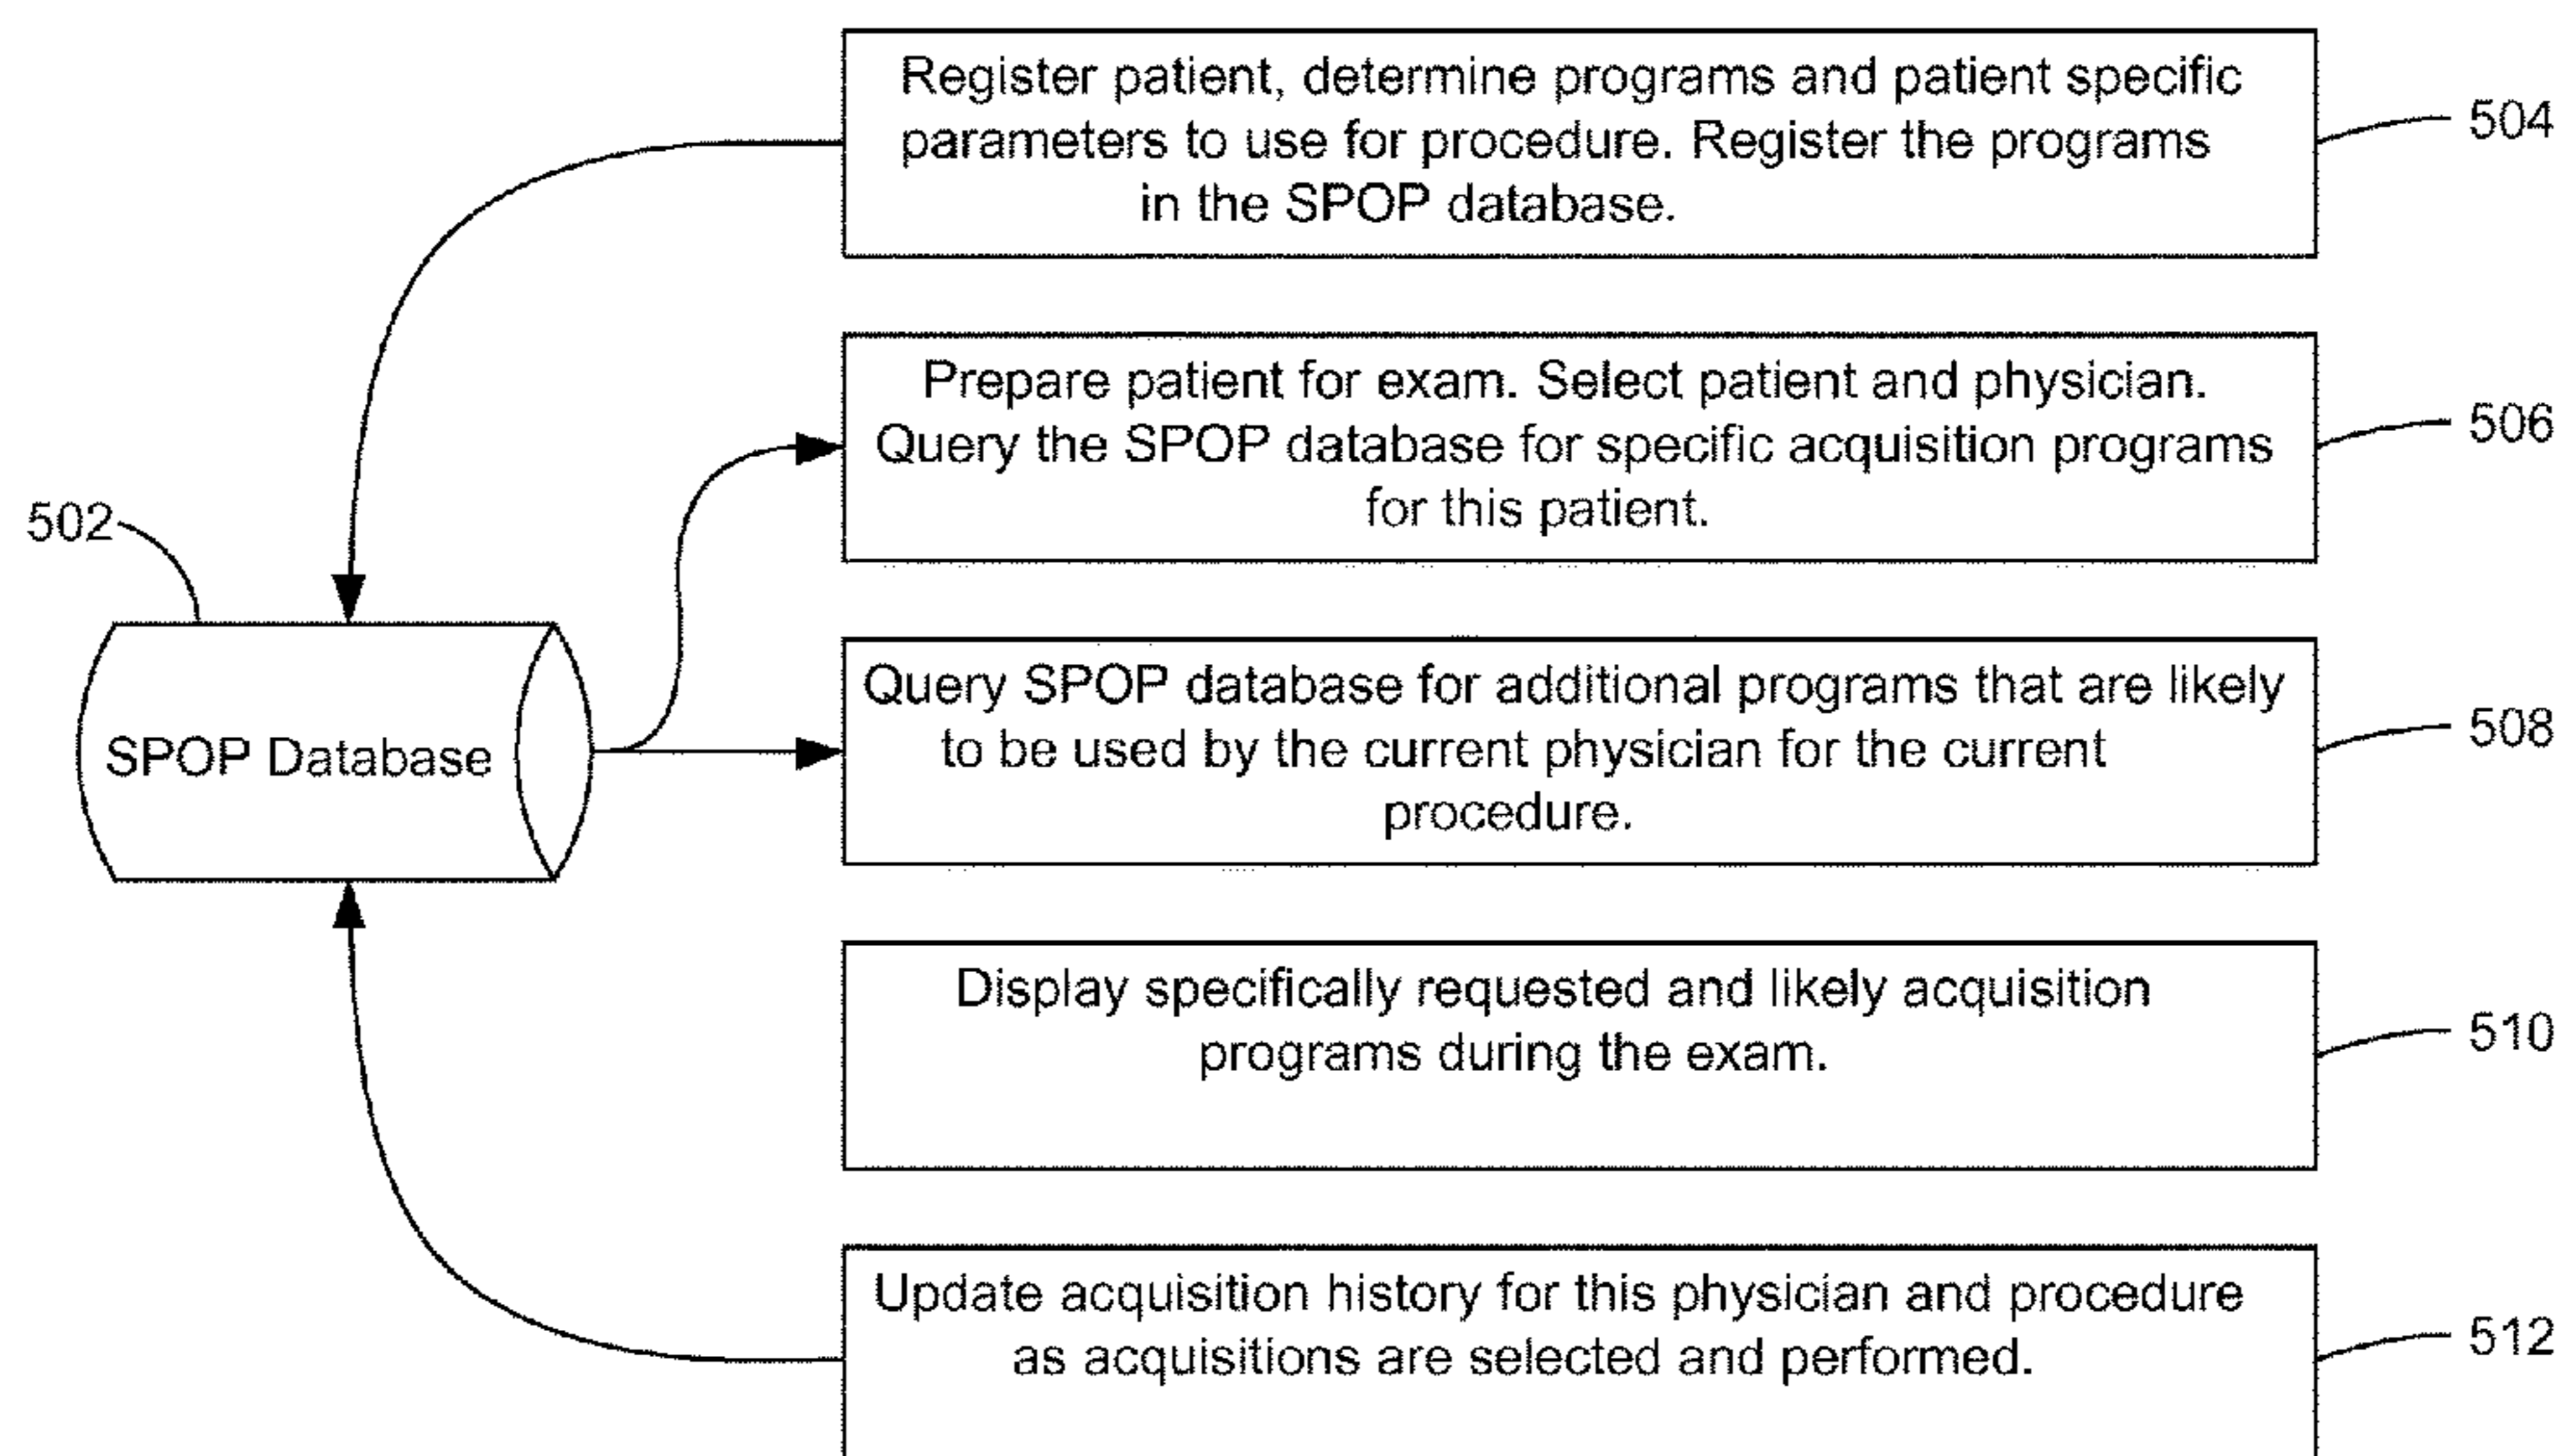 Register patient, determine programs and patient specific
parameters to use for procedure. Register the programs
in the SPOP database.
504
Prepare patient for exam. Select patient and physician.
Query the SPOP database for specific acquisition programs
for this patient.
506
502
SPOP Database
Query SPOP database for additional programs that are likely
to be used by the current physician for the current
procedure.
508
Display specifically requested and likely acquisition
programs during the exam.
510
Update acquisition history for this physician and procedure
as acquisitions are selected and performed.
512